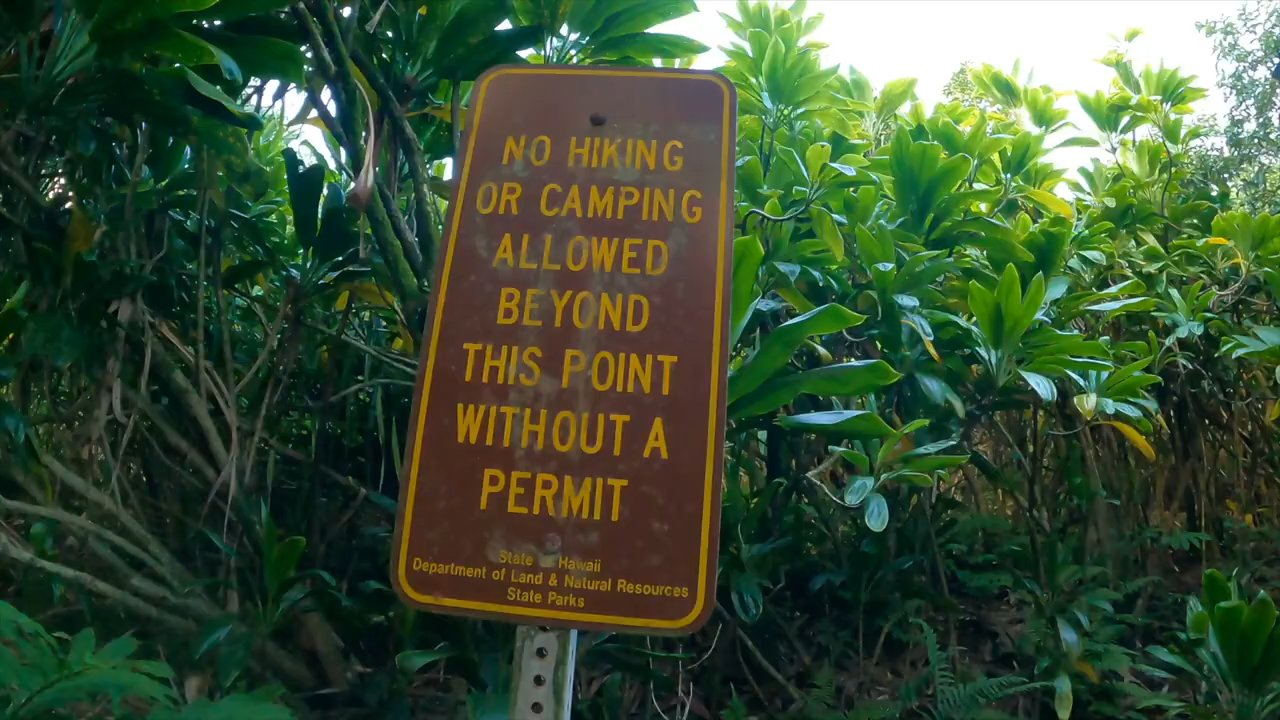 NO HIKING
OR CAMPING
ALLOWED
BEYOND
THIS POINT
WITHOUT A
PERMIT
State Hawaii
Department of Land & Natural Resources
State Parks